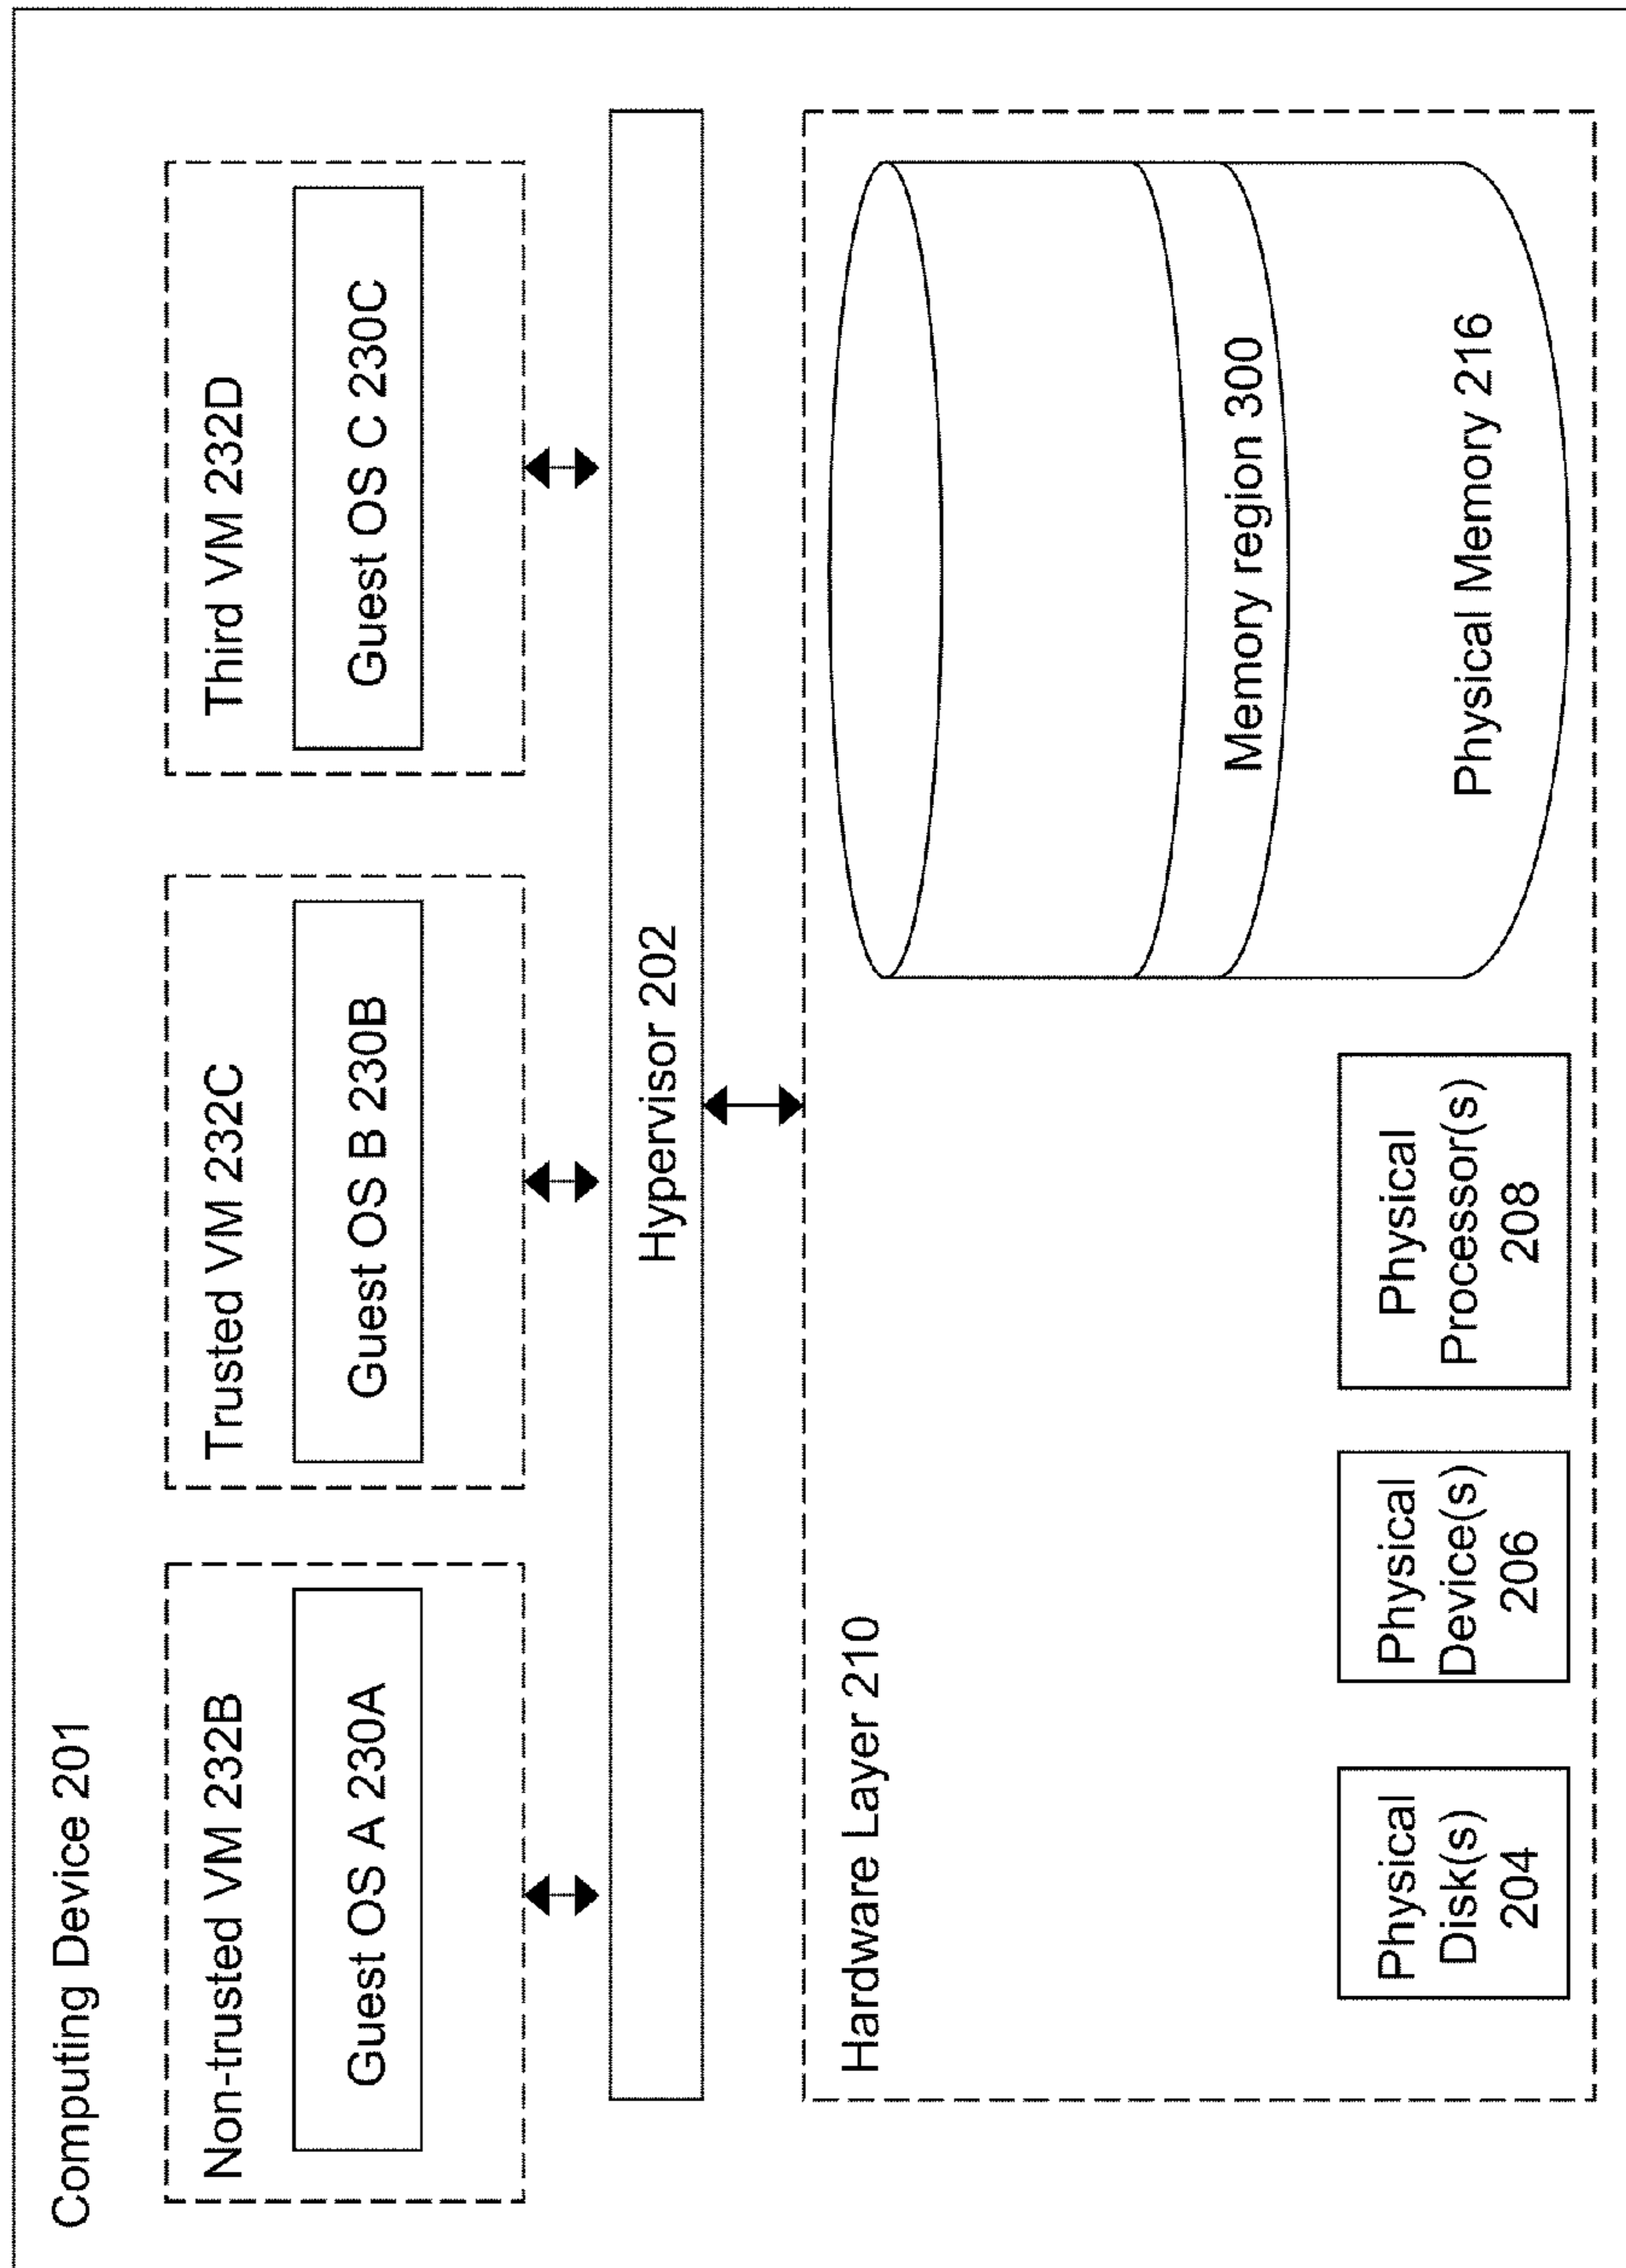 Computing Device 201
Non-trusted VM 232B
Guest OS A 230A
Trusted VM 232C
Guest OS B 230B
Third VM 232D
Guest OS C 230C
Hypervisor 202
Hardware Layer 210
Physical
Disk(s)
204
Physical
Device(s)
206
Physical
Processor(s)
208
Memory region 300
Physical Memory 216